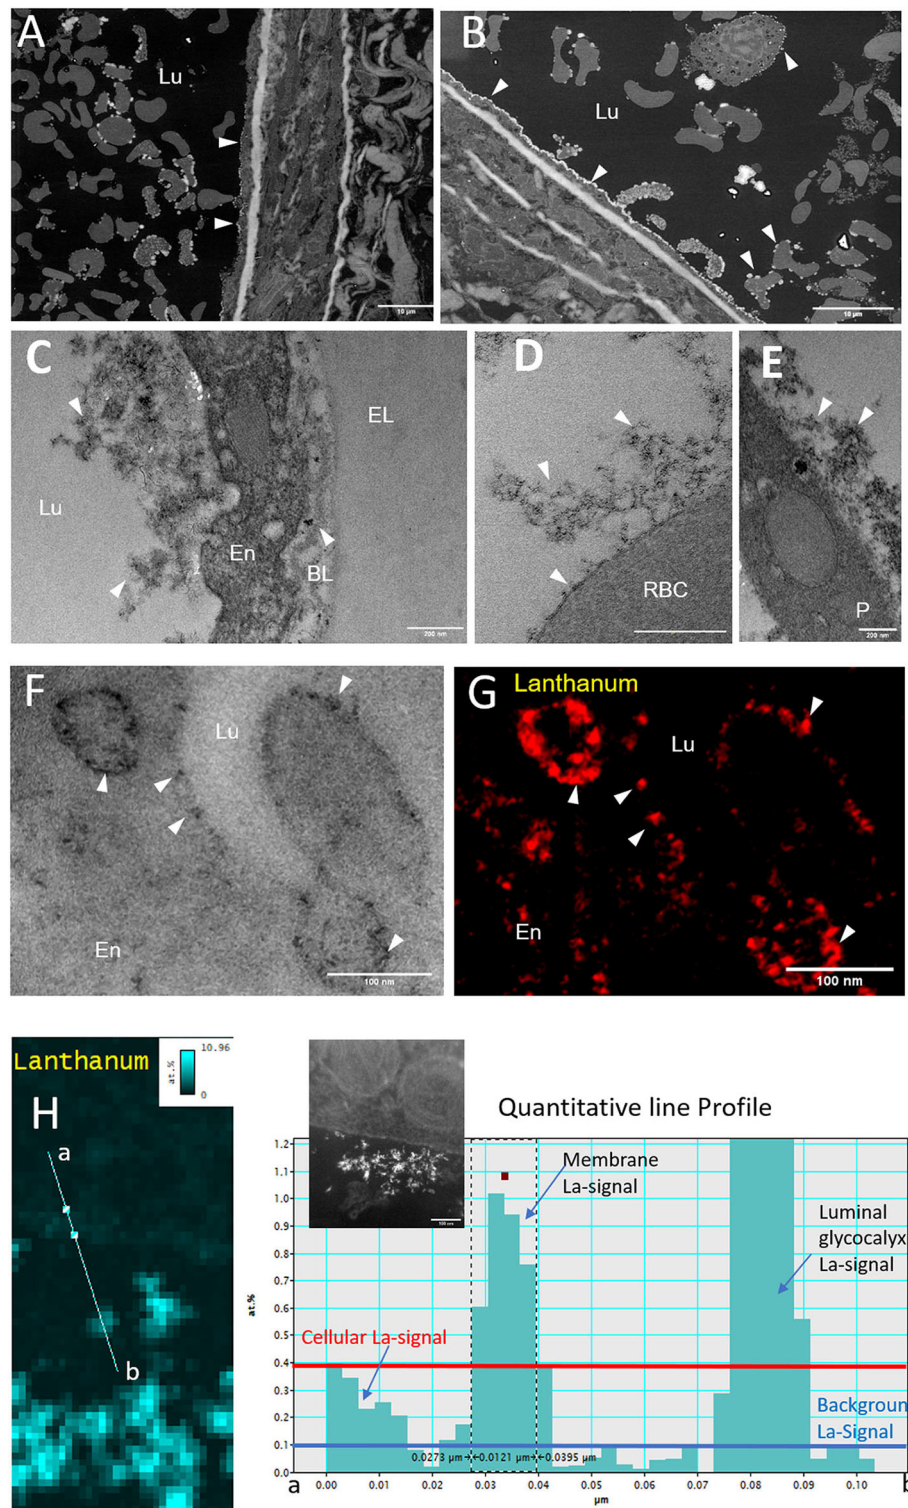 A
Lu
10 µm
B
Lu
10 µm
C
EL
Lu
En
BL
200 nm
D
RBC
E
P
200 nm
F
Lu
En
100 nm
Lanthanum
G
Lu
En
100 nm
Lanthanum
10.96
at.%
0
H
a
b
Quantitative line Profile
100 nm
Membrane
La-signal
Luminal
glycocalyx
La-signal
Cellular La-signal
Background
La-Signal
at.%
1.2
1.1
1.0
0.9
0.8
0.7
0.6
0.5
0.4
0.3
0.2
0.1
0.0
0.0273 µm 0.0121 µm 0.0395 µm
a
0.00 0.01 0.02 0.03 0.04 0.05 0.06 0.07 0.08 0.09 0.10
µm